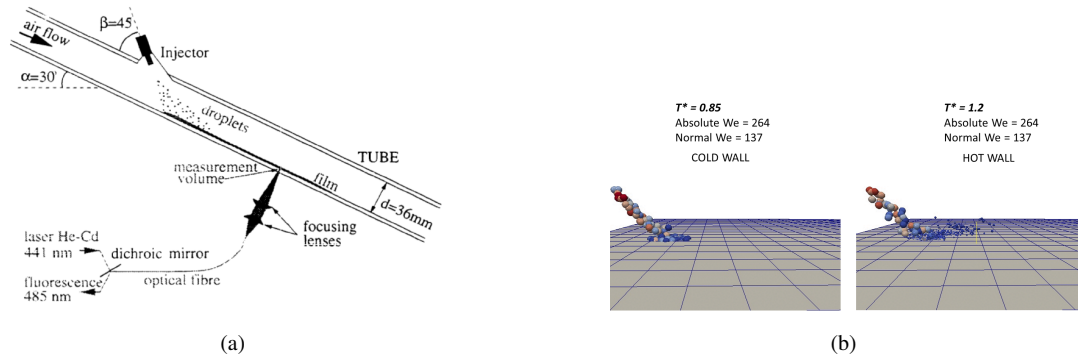 β=45
air flow
Injector
α=30'
droplets
TUBE
measurement
volume
film
d=36mm
focusing
lenses
laser He-Cd
441 nm
dichroic mirror
optical fibre
fluorescence
485 nm
(a)
T* = 0.85
Absolute We = 264
Normal We = 137
COLD WALL
T* = 1.2
Absolute We = 264
Normal We = 137
HOT WALL
(b)